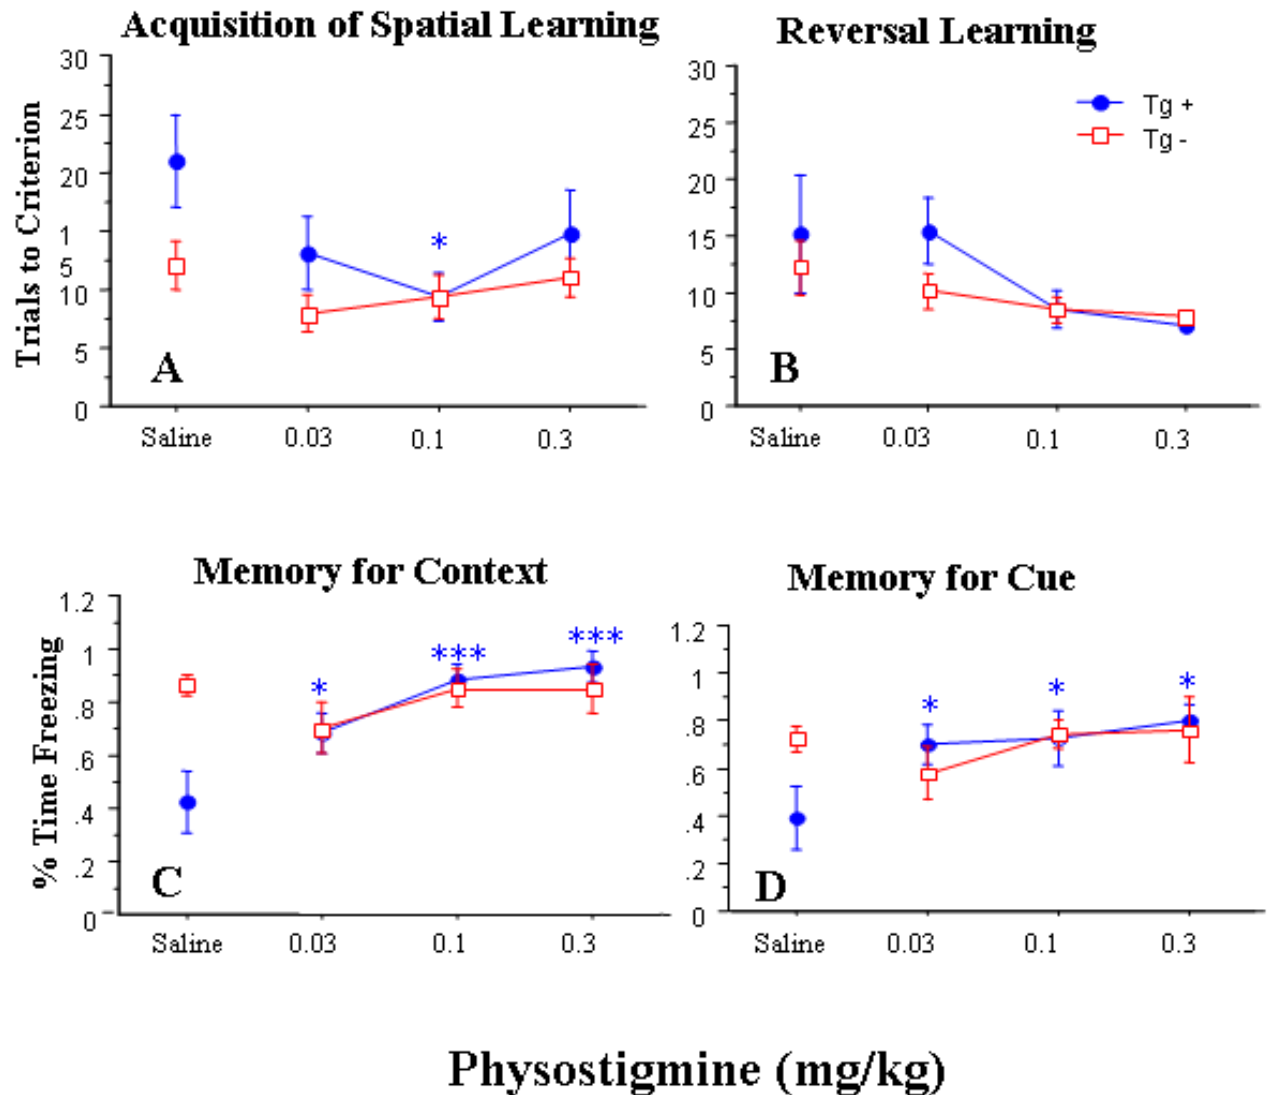 Acquisition of Spatial Learning
Trials to Criterion
30
25
20
1
5
10
5
0
*
A
Saline 0.03 0.1 0.3
Reversal Learning
30
25
20
15
10
5
0
Tg +
Tg -
B
Saline 0.03 0.1 0.3
Memory for Context
% Time Freezing
1.2
1
.8
.6
.4
.2
0
* *** ***
C
Saline 0.03 0.1 0.3
Memory for Cue
1.2
1
.8
.6
.4
.2
0
* * *
D
Saline 0.03 0.1 0.3
Physostigmine (mg/kg)